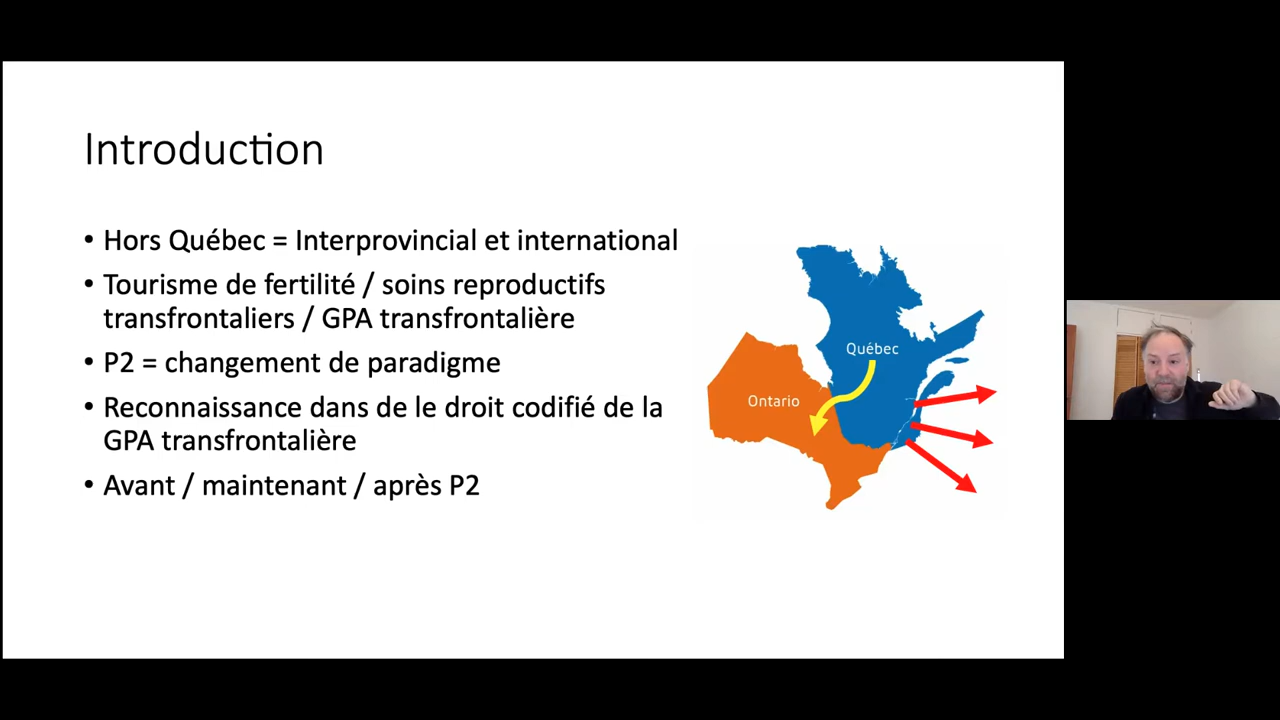 Introduction
• Hors Québec = Interprovincial et international
• Tourisme de fertilité / soins reproductifs
transfrontaliers / GPA transfrontalière
• P2 = changement de paradigme
• Reconnaissance dans de le droit codifié de la
GPA transfrontalière
• Avant / maintenant / après P2
Québec
Ontario